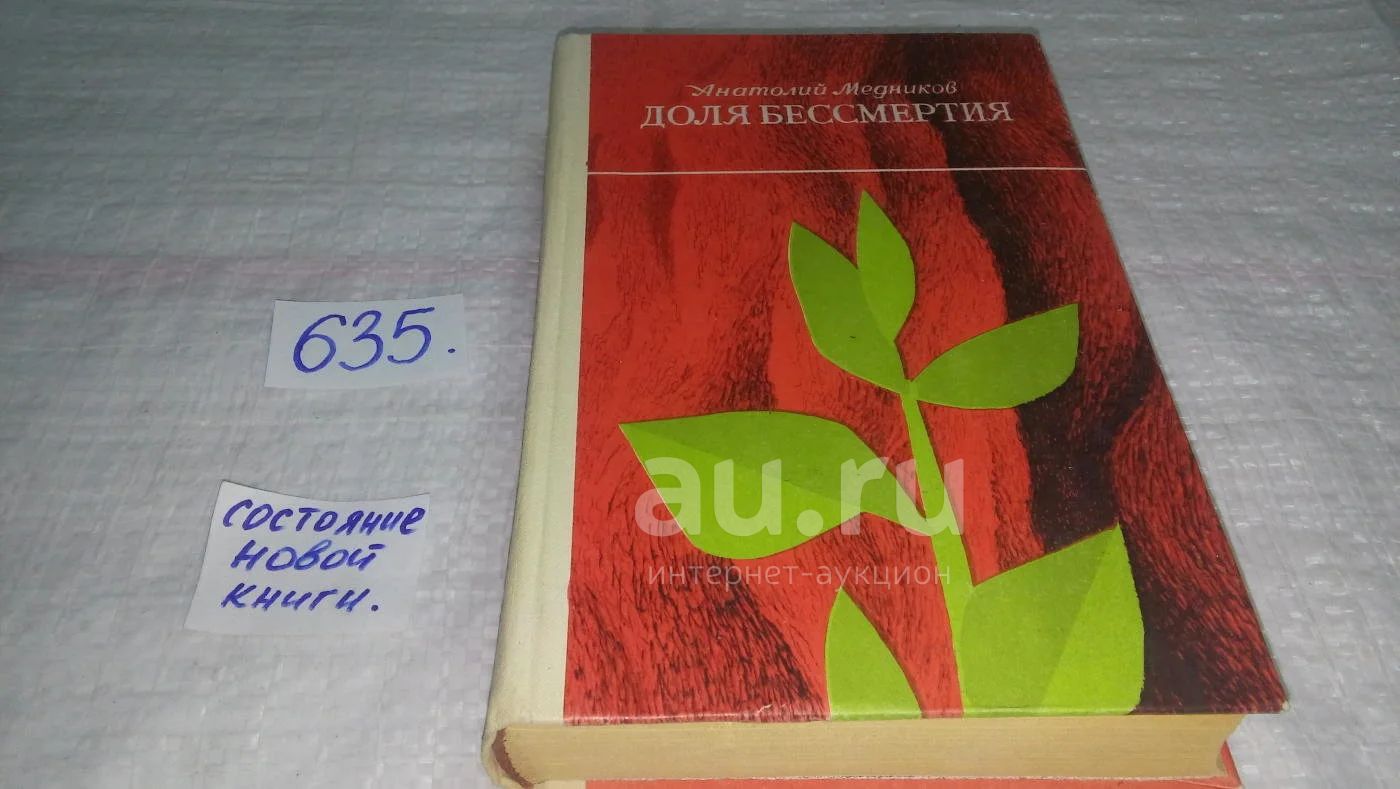 Анатолий Медников
ДОЛЯ БЕССМЕРТИЯ
635.
состояние
новой
книги.
au.ru
интернет-аукцион